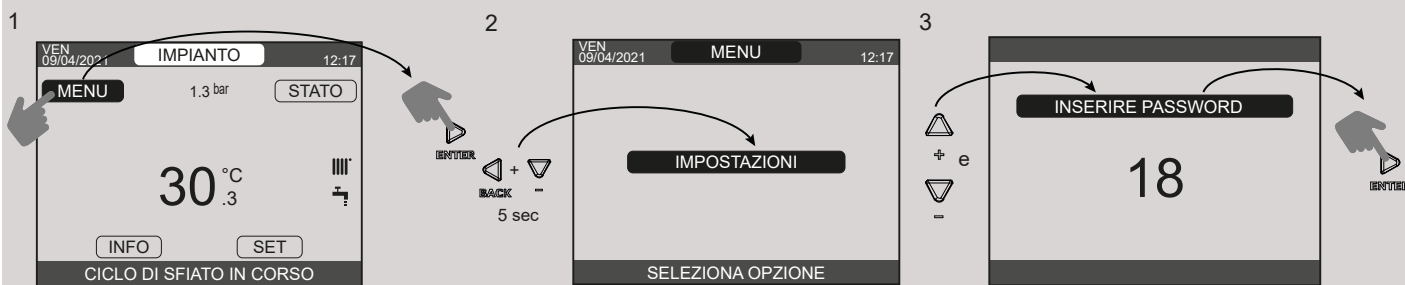 1
VEN
09/04/2021
IMPIANTO
12:17
MENU
1.3 bar
STATO
30 °C
.3
INFO
SET
CICLO DI SFIATO IN CORSO
ENTER
2
VEN
09/04/2021
MENU
12:17
IMPOSTAZIONI
SELEZIONA OPZIONE
+
BACK -
5 sec
3
+ e
-
INSERIRE PASSWORD
18
ENTER